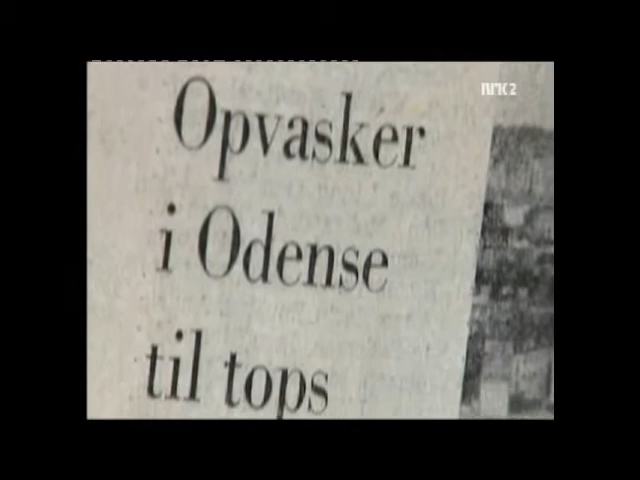 NRK2
Opvasker
i Odense
til tops